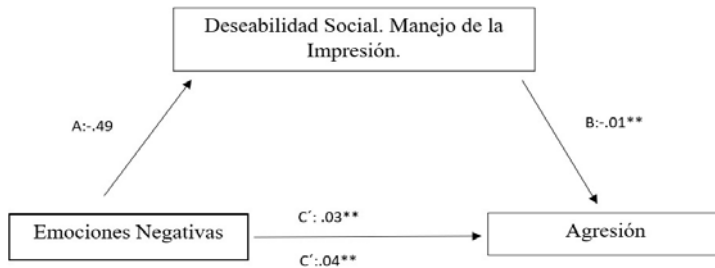 Deseabilidad Social. Manejo de la
Impresión.
A:-.49
B:-.01**
C´: .03**
Emociones Negativas
Agresión
C´:.04**